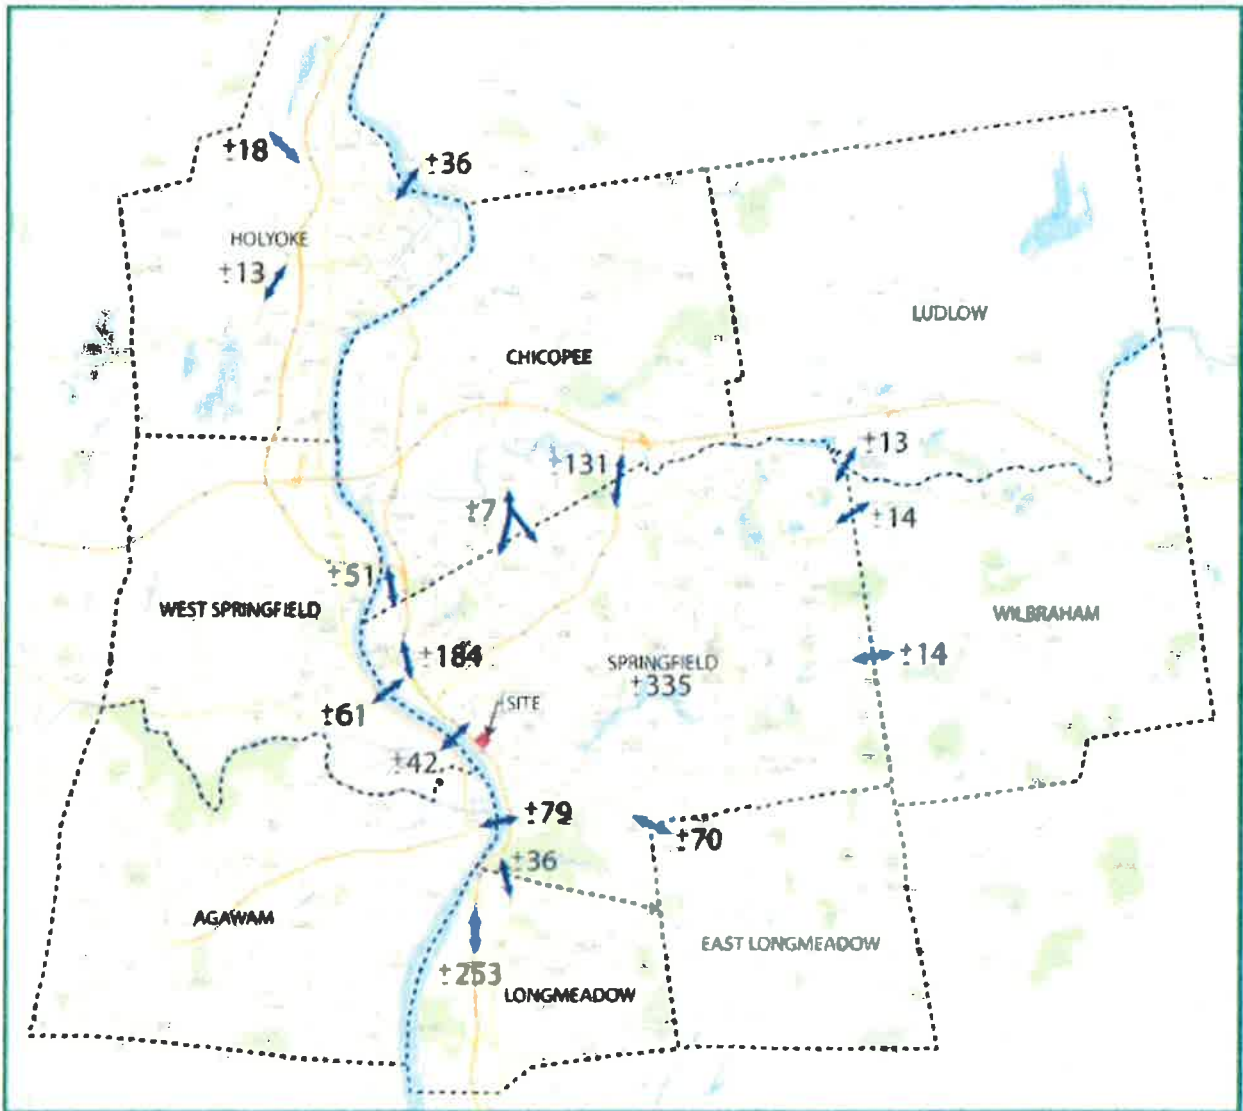 ±18
±36
HOLYOKE
±13
LUDLOW
CHICOPEE
±131
±13
±7
±14
±51
WEST SPRINGFIELD
WILBRAHAM
±184
SPRINGFIELD
±335
±14
±61
SITE
±42
±79
±70
±36
AGAWAM
EAST LONGMEADOW
±253
LONGMEADOW